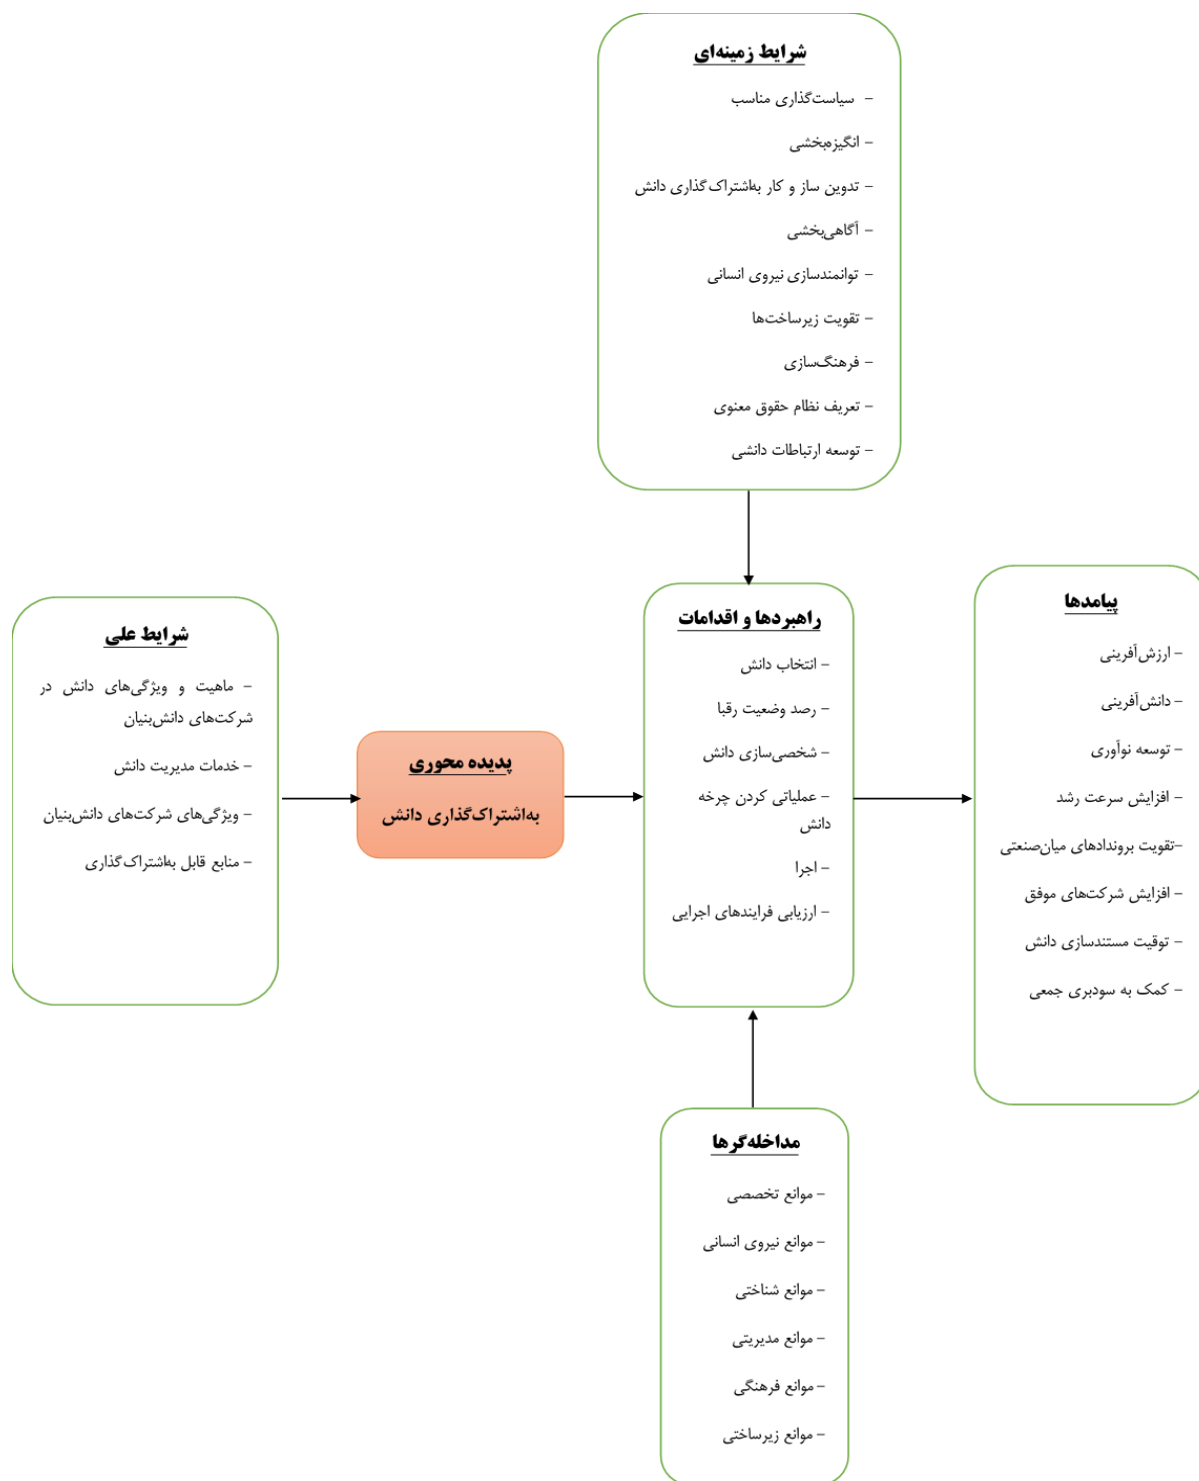 شرایط زمینه‌ای
- سیاست‌گذاری مناسب
- انگیزه‌بخشی
- تدوین ساز و کار به‌اشتراک‌گذاری دانش
- آگاهی‌بخشی
- توانمندسازی نیروی انسانی
- تقویت زیرساخت‌ها
- فرهنگ‌سازی
- تعریف نظام حقوق معنوی
- توسعه ارتباطات دانشی
شرایط علی
- ماهیت و ویژگی‌های دانش در
شرکت‌های دانش‌بنیان
- خدمات مدیریت دانش
- ویژگی‌های شرکت‌های دانش‌بنیان
- منابع قابل به‌اشتراک‌گذاری
پدیده محوری
به‌اشتراک‌گذاری دانش
راهبردها و اقدامات
- انتخاب دانش
- رصد وضعیت رقبا
- شخصی‌سازی دانش
- عملیاتی کردن چرخه
دانش
- اجرا
- ارزیابی فرایندهای اجرایی
پیامدها
- ارزش‌آفرینی
- دانش‌آفرینی
- توسعه نوآوری
- افزایش سرعت رشد
-تقویت بروندادهای میان‌صنعتی
- افزایش شرکت‌های موفق
- توقیت مستندسازی دانش
- کمک به سودبری جمعی
مداخله‌گرها
- موانع تخصصی
- موانع نیروی انسانی
- موانع شناختی
- موانع مدیریتی
- موانع فرهنگی
- موانع زیرساختی